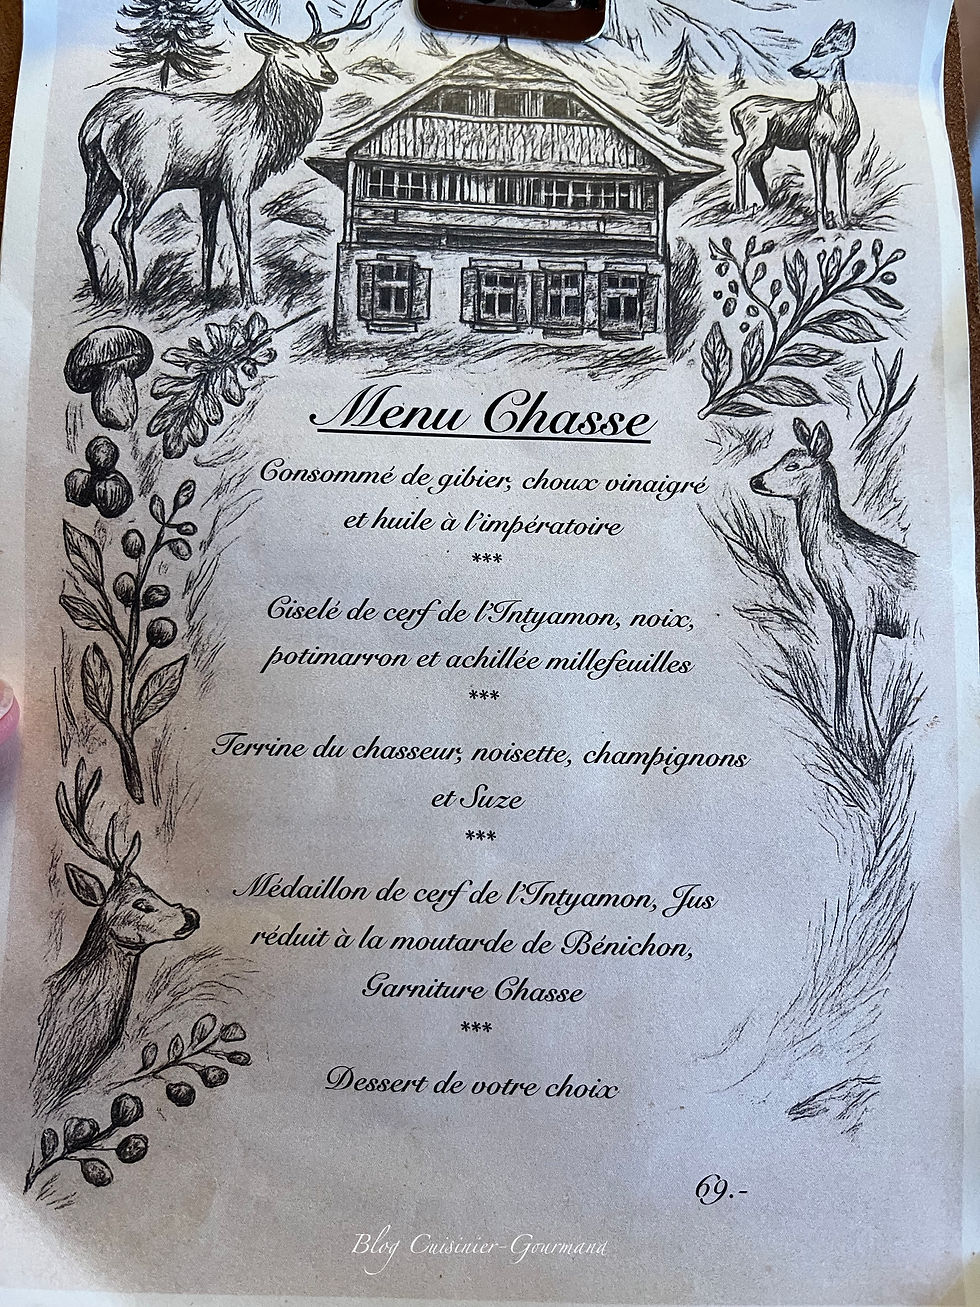 Menu Chasse
Consommé de gibier, choux vinaigré
et huile à l'impératoire
***
Ciselé de cerf de l'Intyamon, noix,
potimarron et achillée millefeuilles
***
Terrine du chasseur, noisette, champignons
et Suze
***
Médaillon de cerf de l'Intyamon, Jus
réduit à la moutarde de Bénichon,
Garniture Chasse
***
Dessert de votre choix
69.-
Blog Cuisinier-Gourmand